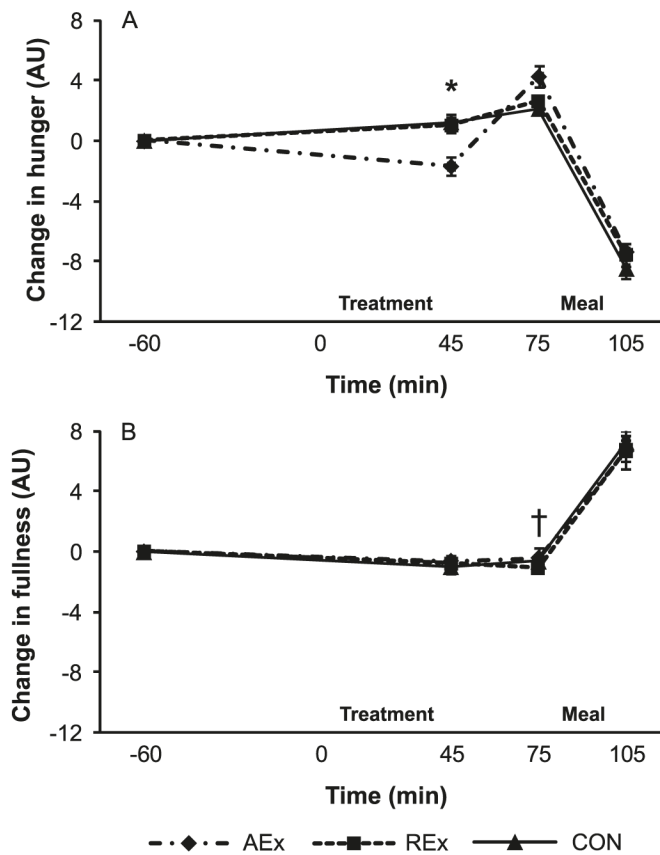 A
Change in hunger (AU)
8
4
0
-4
-8
-12
*
Treatment Meal
-60 0 45 75 105
Time (min)
B
Change in fullness (AU)
8
4
0
-4
-8
-12
†
Treatment Meal
-60 0 45 75 105
Time (min)
AEx REx CON